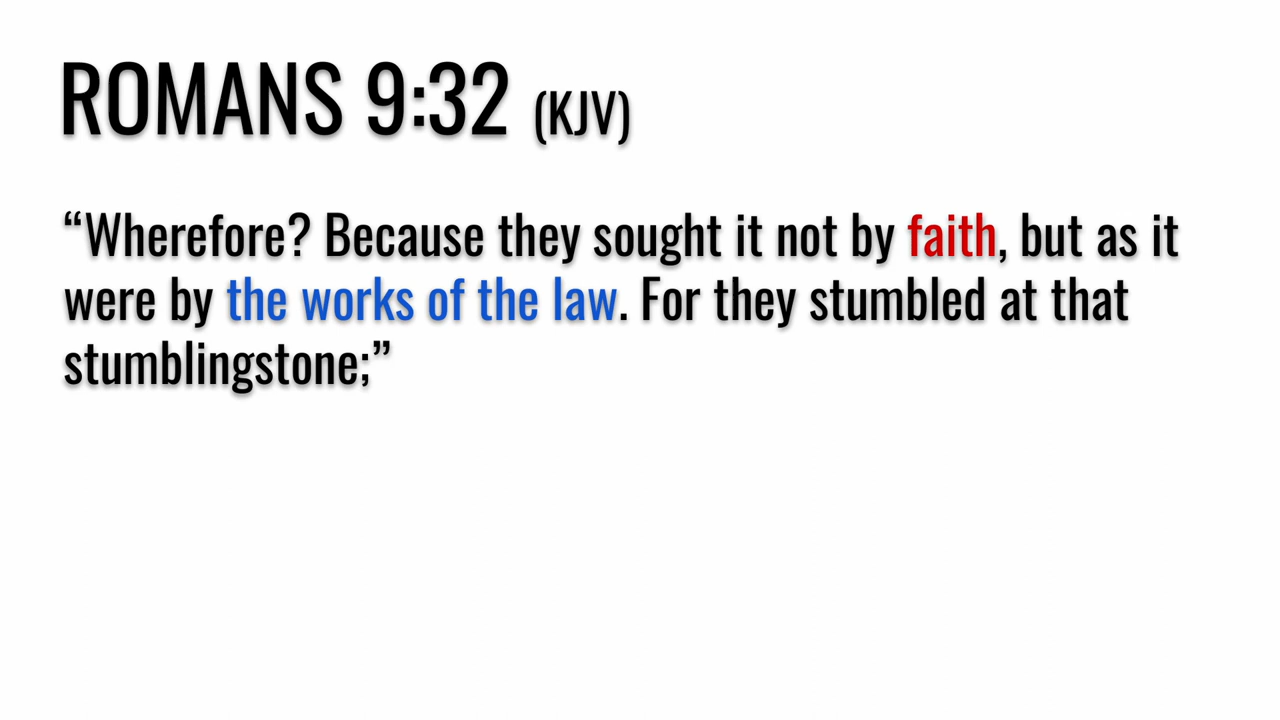 ROMANS 9:32 (KJV)
“Wherefore? Because they sought it not by faith, but as it
were by the works of the law. For they stumbled at that
stumblingstone;”